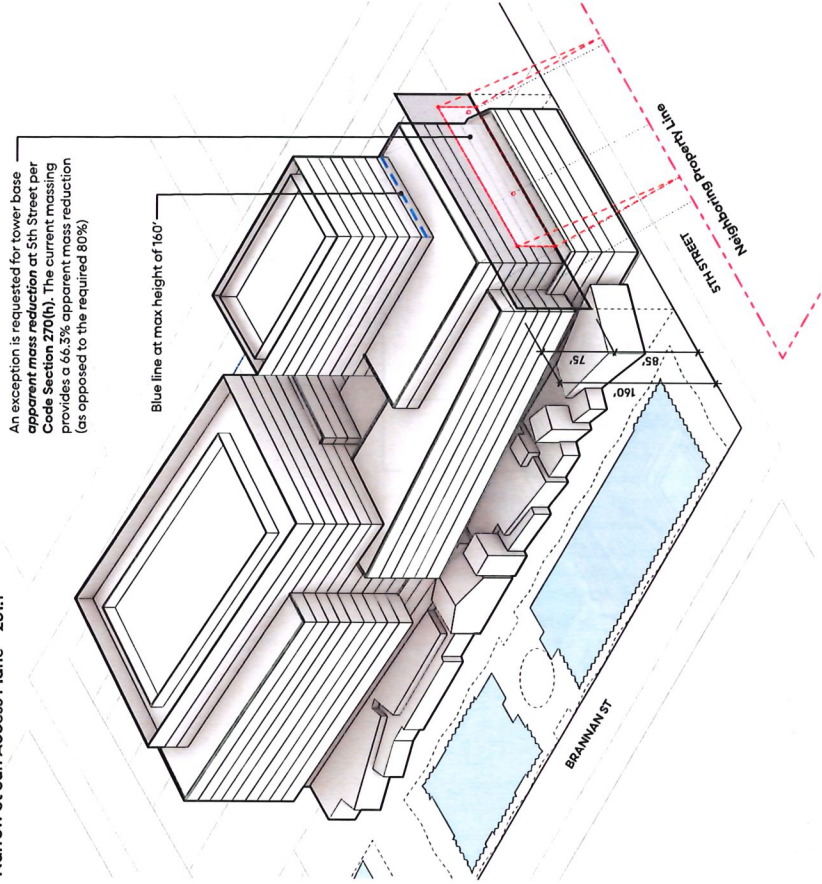 An exception is requested for tower base
apparent mass reduction at 5th Street per
Code Section 270(h). The current massing
provides a 66.3% apparent mass reduction
(as opposed to the required 80%)
Blue line at max height of 160'
Neighboring Property Line
5TH STREET
75'
85'
160'
BRANNAN ST